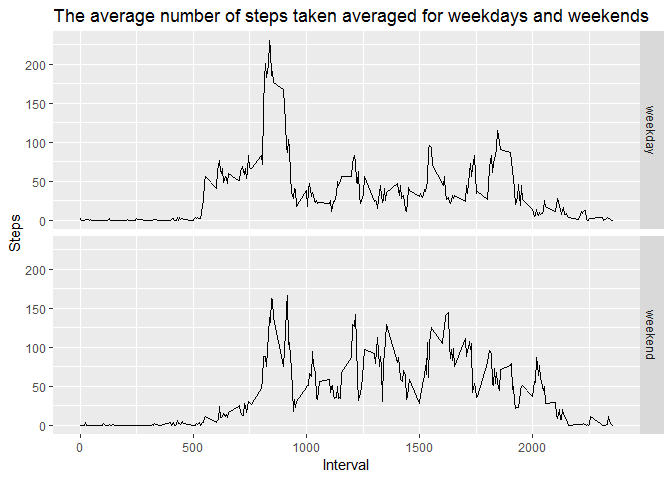 The average number of steps taken averaged for weekdays and weekends
200
150
100
50
0
weekday
Steps
200
150
100
50
0
weekend
0 500 1000 1500 2000
Interval